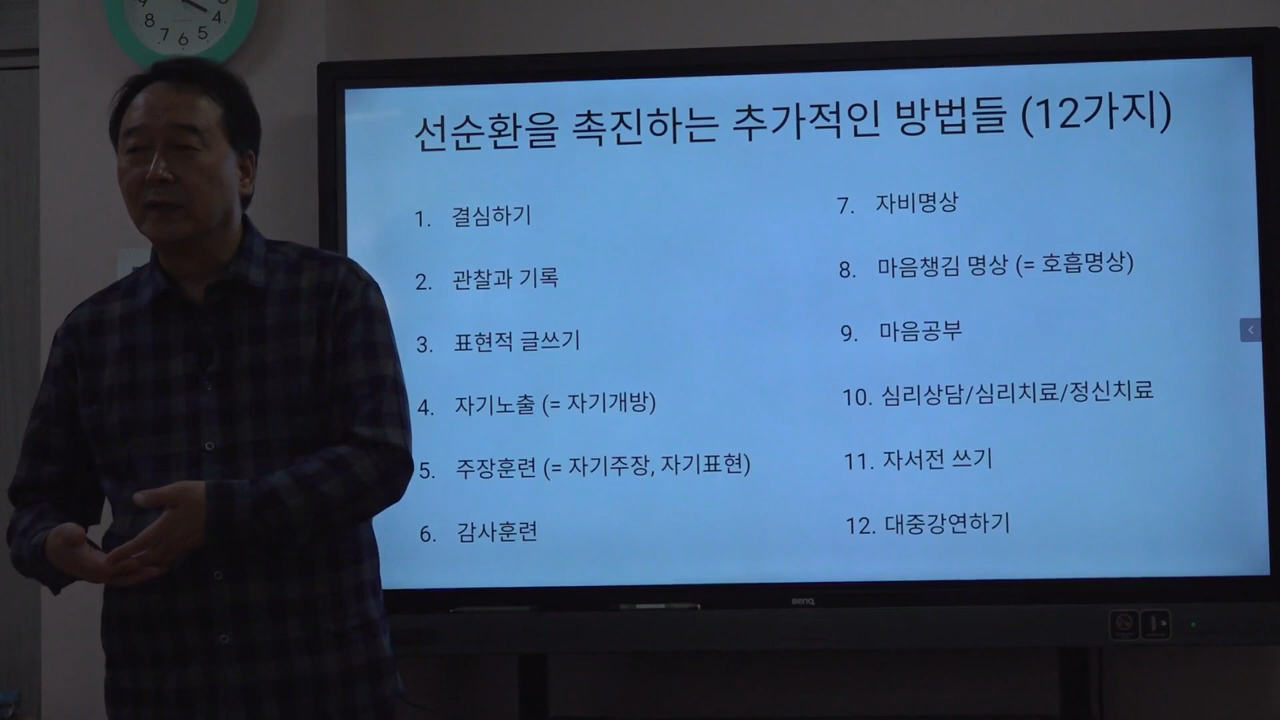 8
7
6
5
4
선순환을 촉진하는 추가적인 방법들 (12가지)
1. 결심하기
2. 관찰과 기록
3. 표현적 글쓰기
4. 자기노출 (= 자기개방)
5. 주장훈련 (= 자기주장, 자기표현)
6. 감사훈련
7. 자비명상
8. 마음챙김 명상 (= 호흡명상)
9. 마음공부
10. 심리상담/심리치료/정신치료
11. 자서전 쓰기
12. 대중강연하기
BenQ